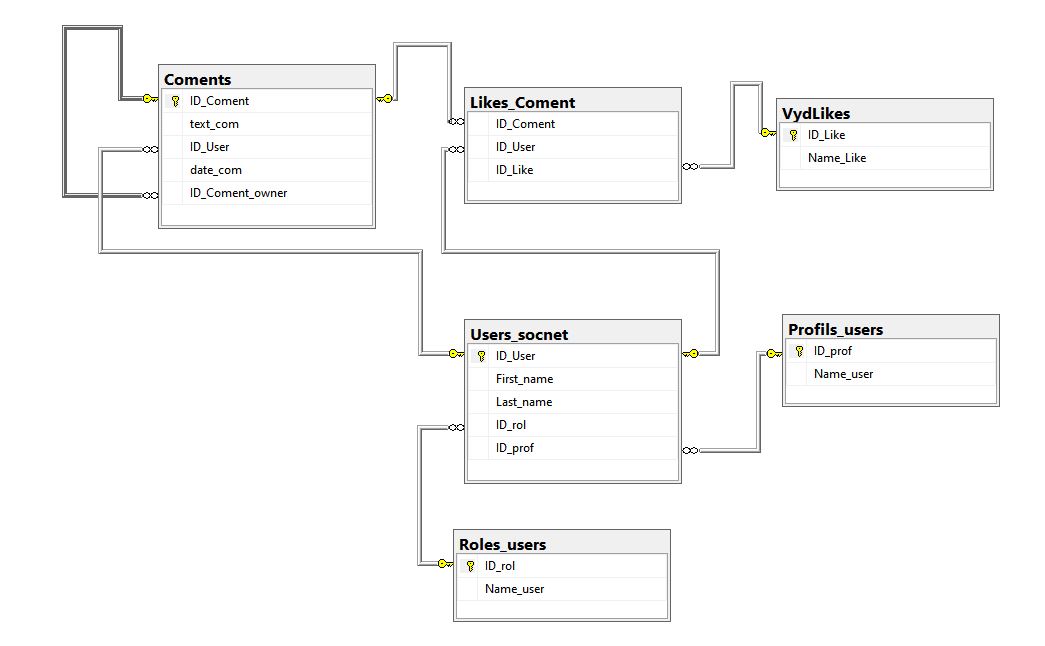 Coments
ID_Coment
text_com
ID_User
date_com
ID_Coment_owner
Likes_Coment
ID_Coment
ID_User
ID_Like
VydLikes
ID_Like
Name_Like
Users_socnet
ID_User
First_name
Last_name
ID_rol
ID_prof
Profils_users
ID_prof
Name_user
Roles_users
ID_rol
Name_user